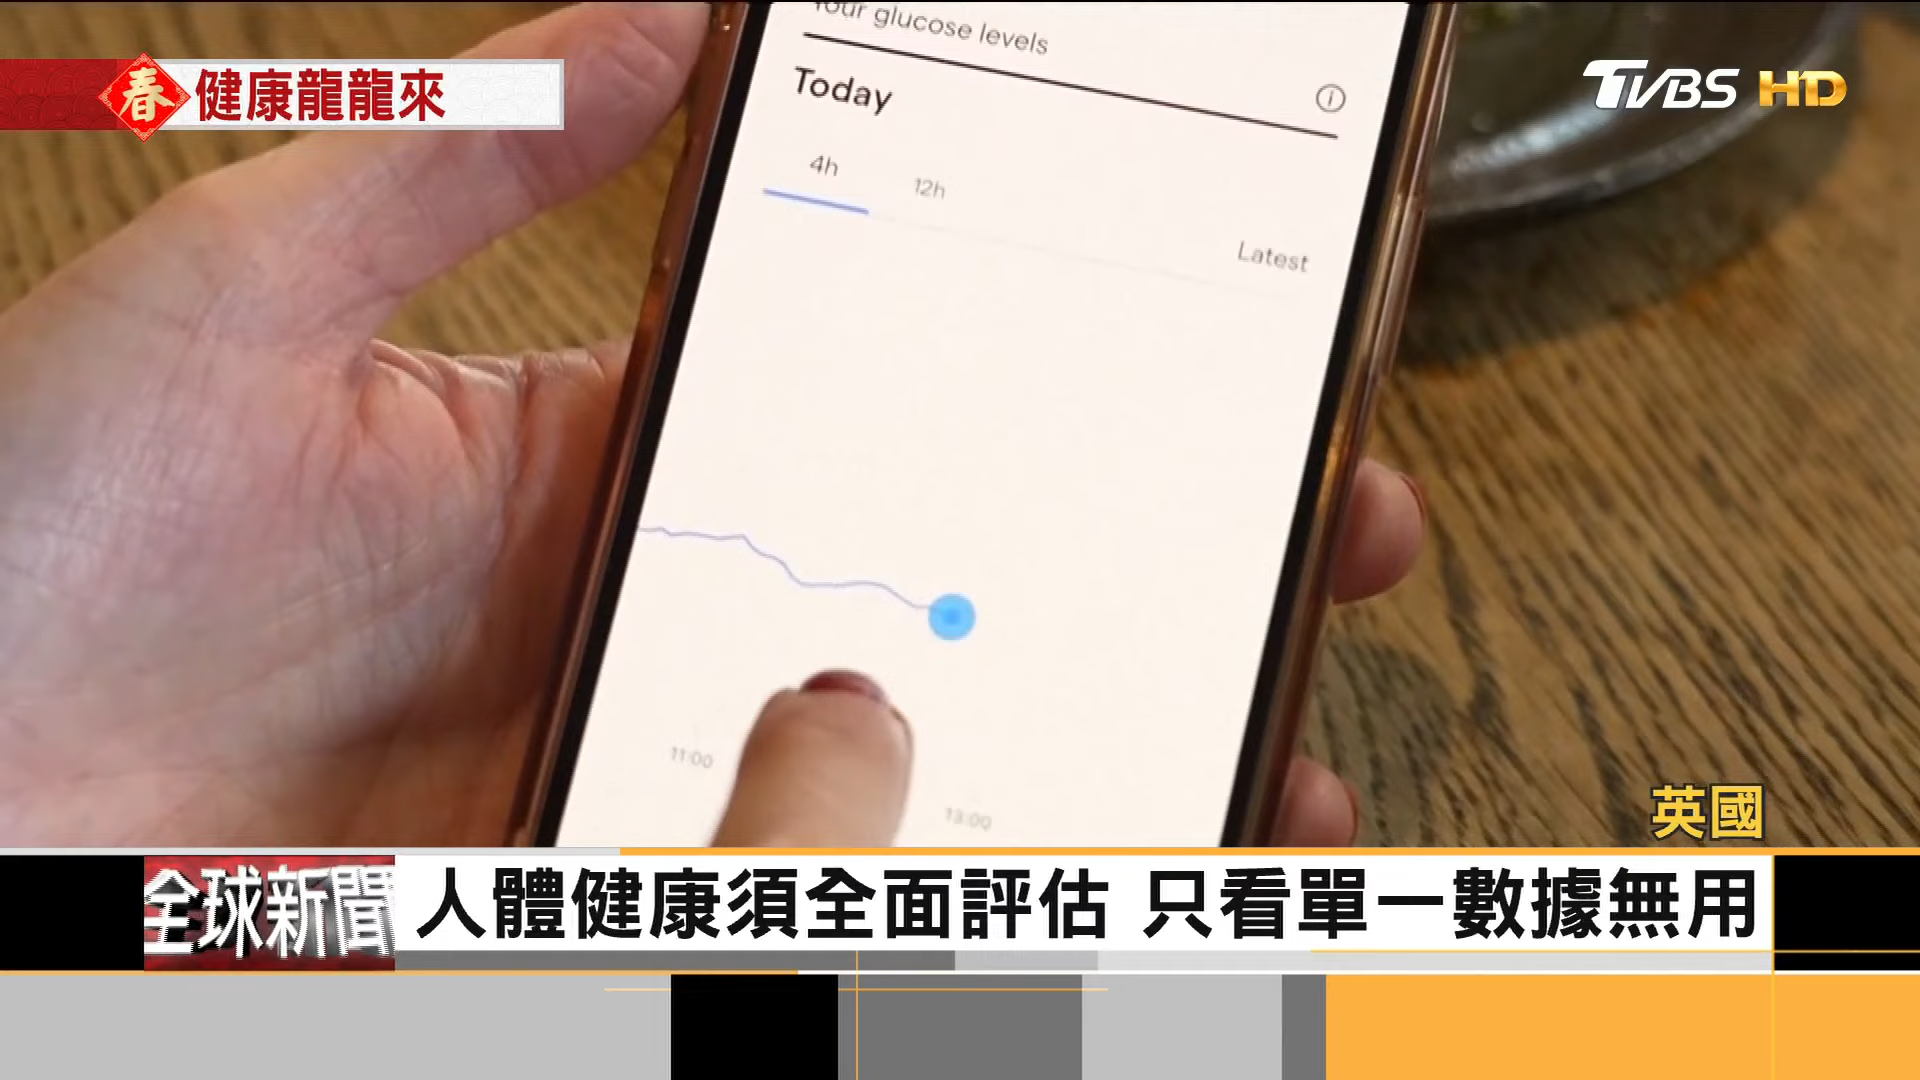 Your glucose levels
春 健康龍龍來
TVBS HD
Today
4h 12h
Latest
11:00
13:00
英國
全球新聞 人體健康須全面評估 只看單一數據無用